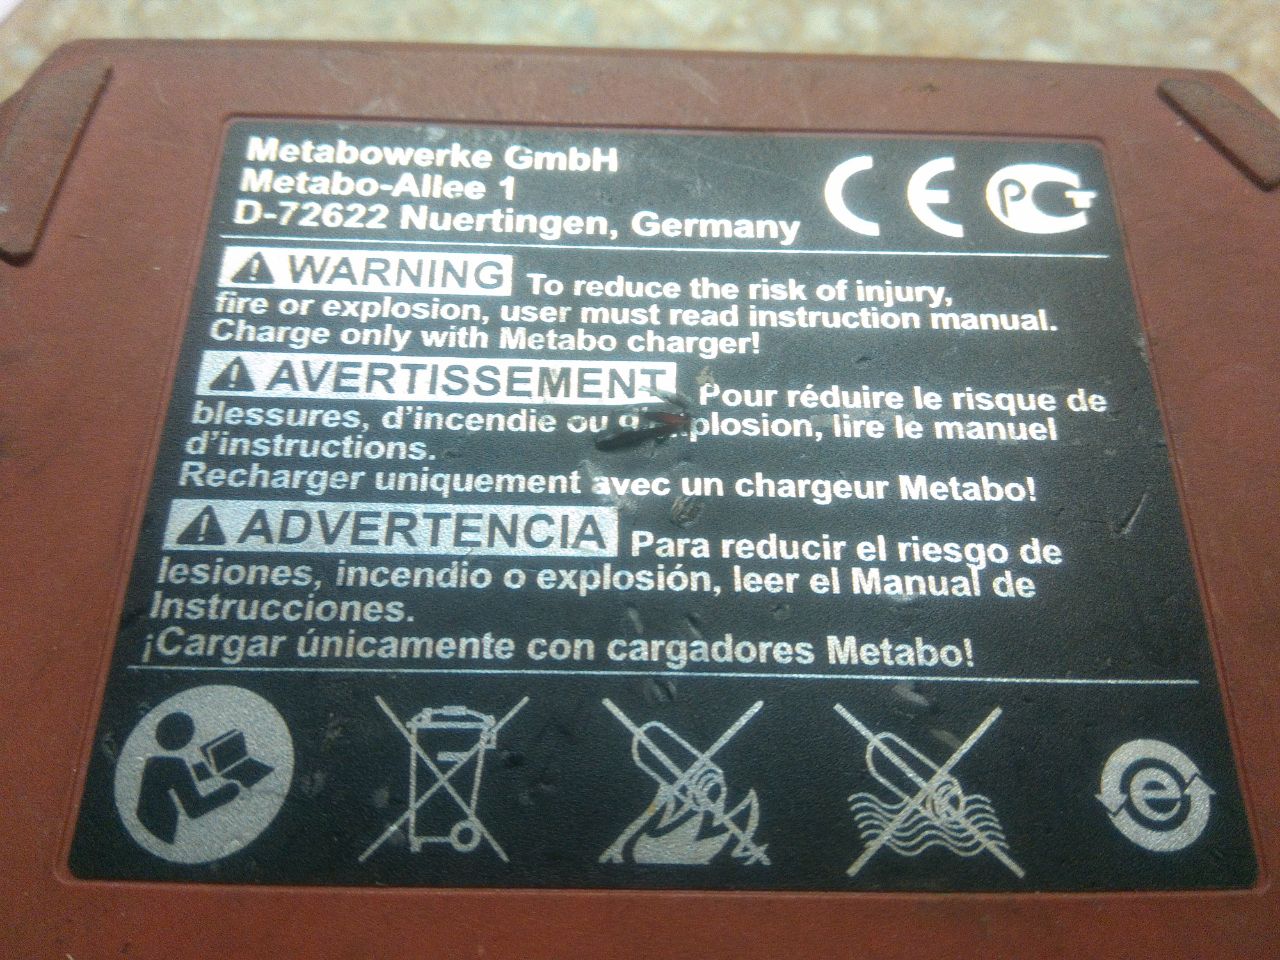 Metabowerke GmbH
Metabo-Allee 1
D-72622 Nuertingen, Germany
CE
PCT
WARNING To reduce the risk of injury,
fire or explosion, user must read instruction manual.
Charge only with Metabo charger!
AVERTISSEMENT Pour réduire le risque de
blessures, d'incendie ou d'explosion, lire le manuel
d'instructions.
Recharger uniquement avec un chargeur Metabo!
ADVERTENCIA Para reducir el riesgo de
lesiones, incendio o explosión, leer el Manual de
Instrucciones.
¡Cargar únicamente con cargadores Metabo!
e